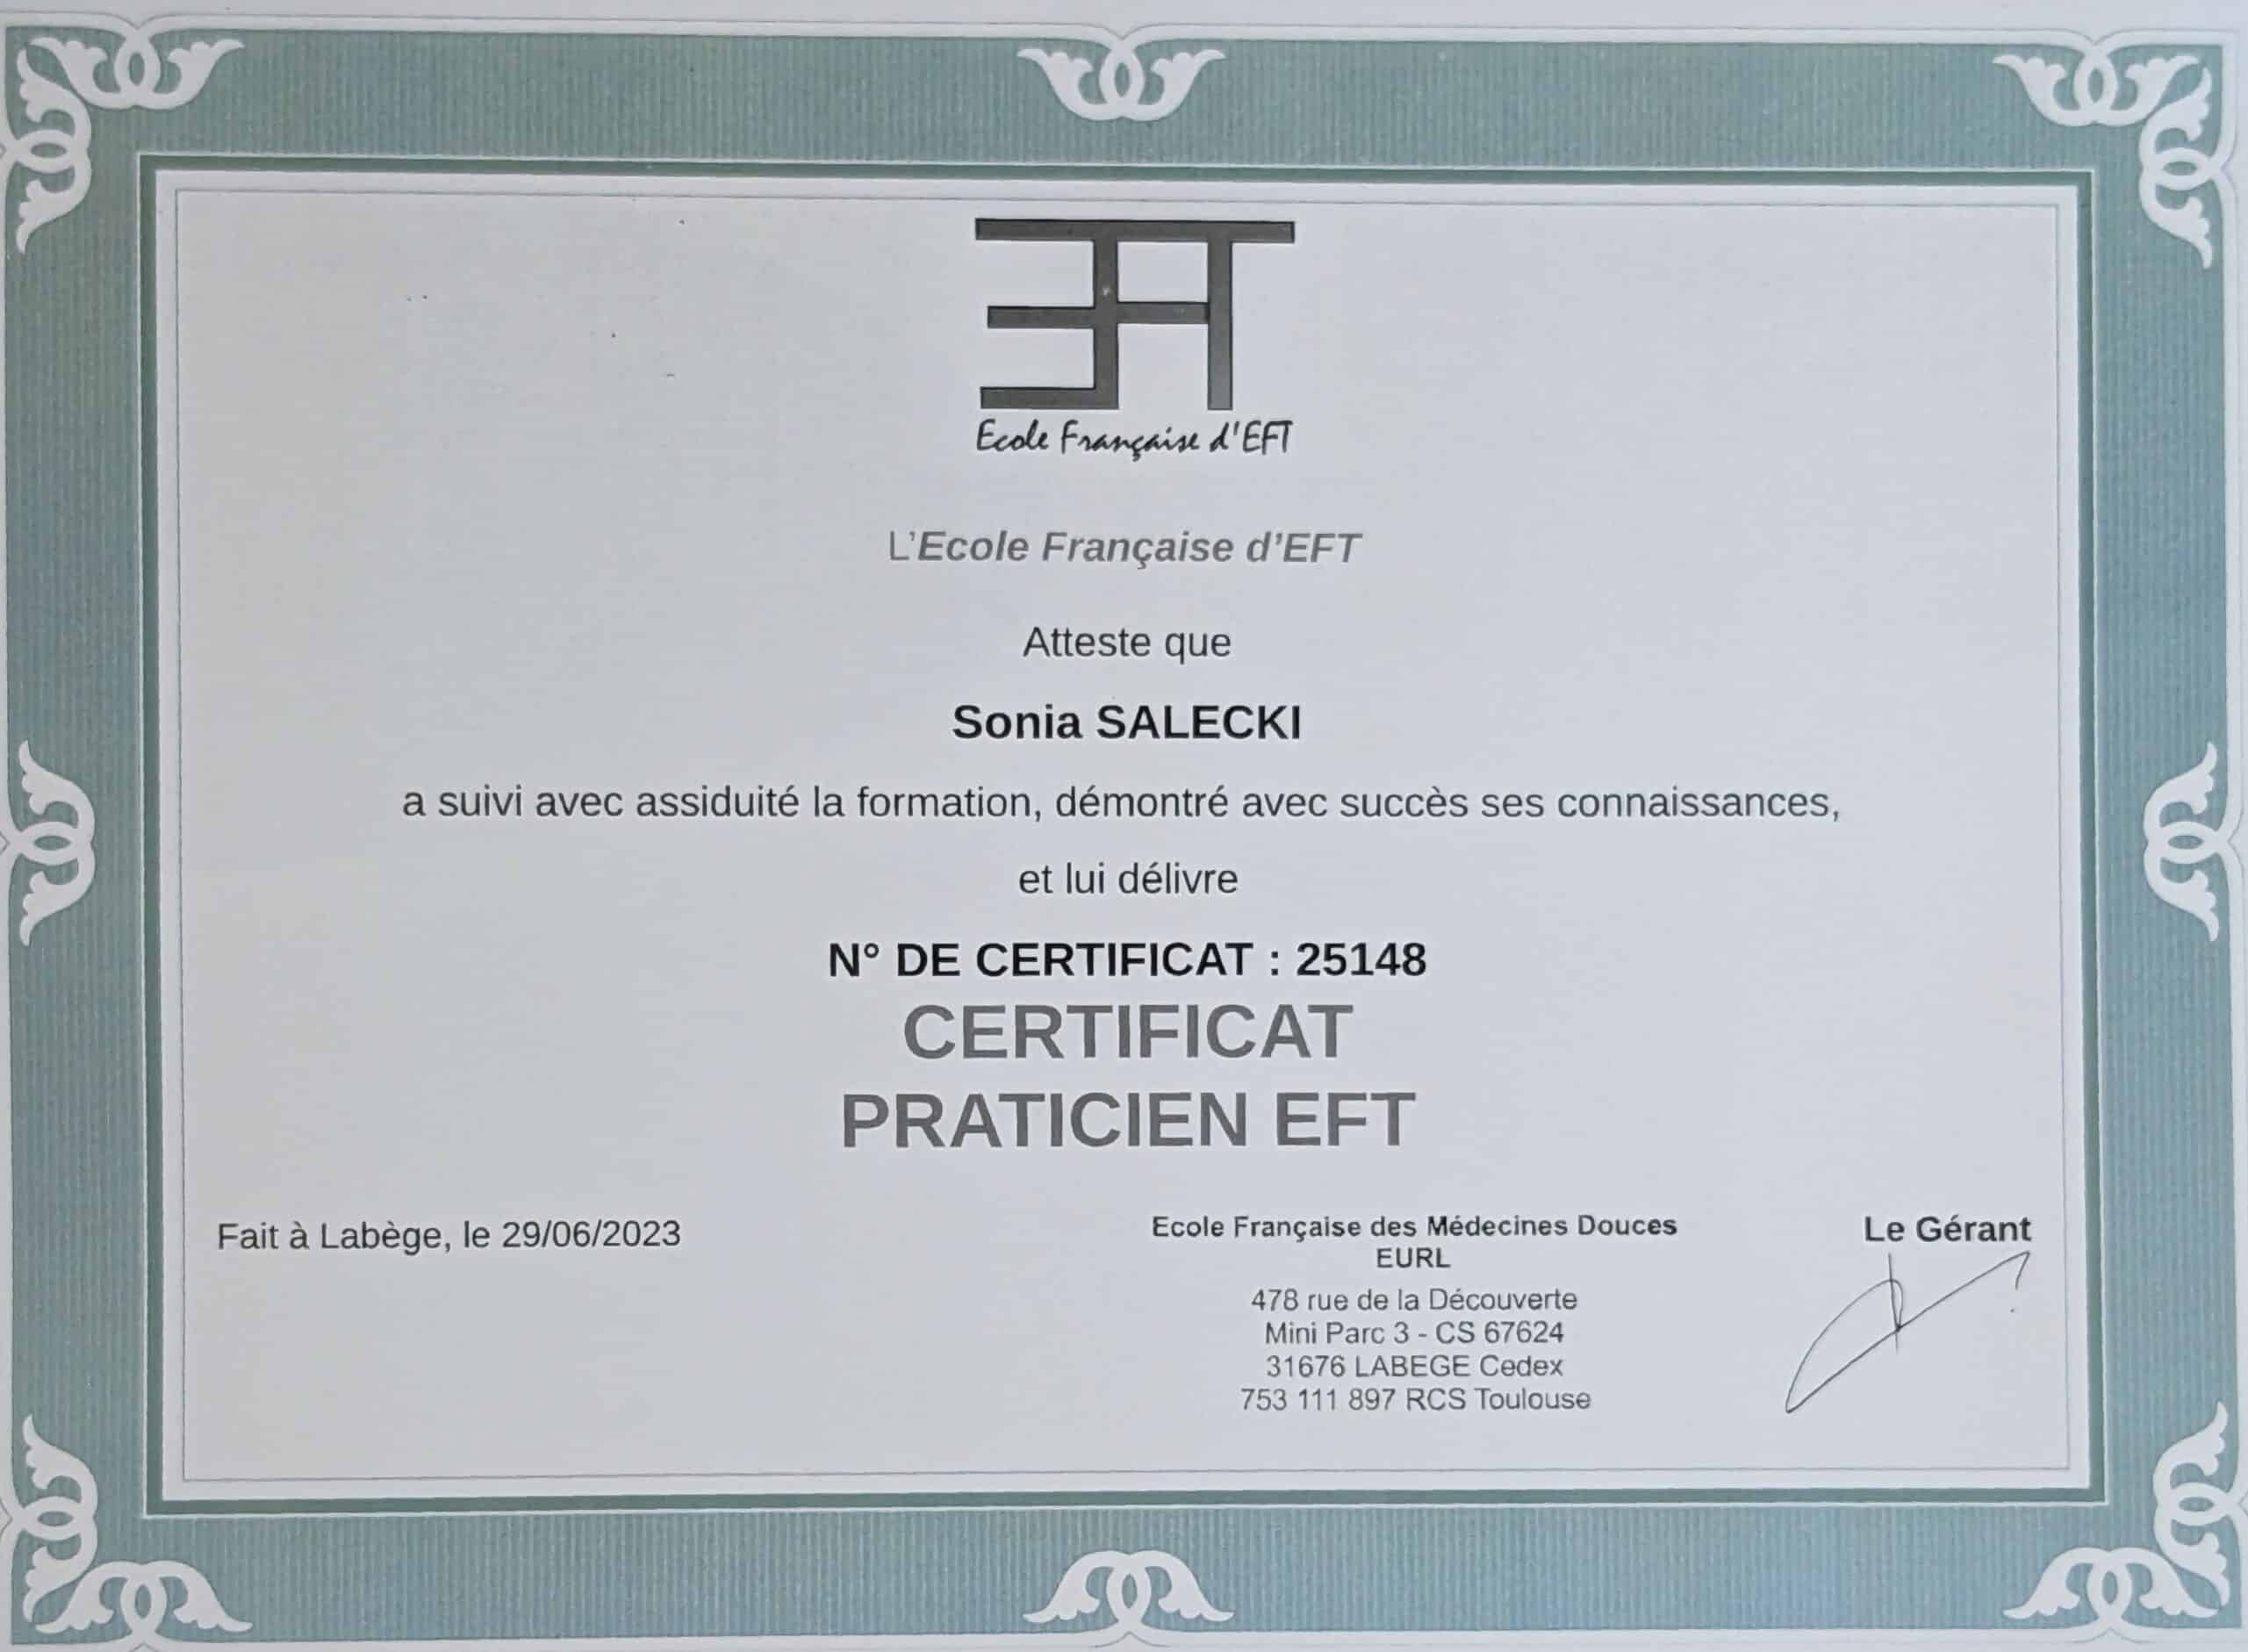 EFT
Ecole Française d'EFT
L'Ecole Française d'EFT
Atteste que
Sonia SALECKI
a suivi avec assiduité la formation, démontré avec succès ses connaissances,
et lui délivre
N° DE CERTIFICAT : 25148
CERTIFICAT
PRATICIEN EFT
Fait à Labège, le 29/06/2023
Ecole Française des Médecines Douces
EURL
478 rue de la Découverte
Mini Parc 3 - CS 67624
31676 LABEGE Cedex
753 111 897 RCS Toulouse
Le Gérant